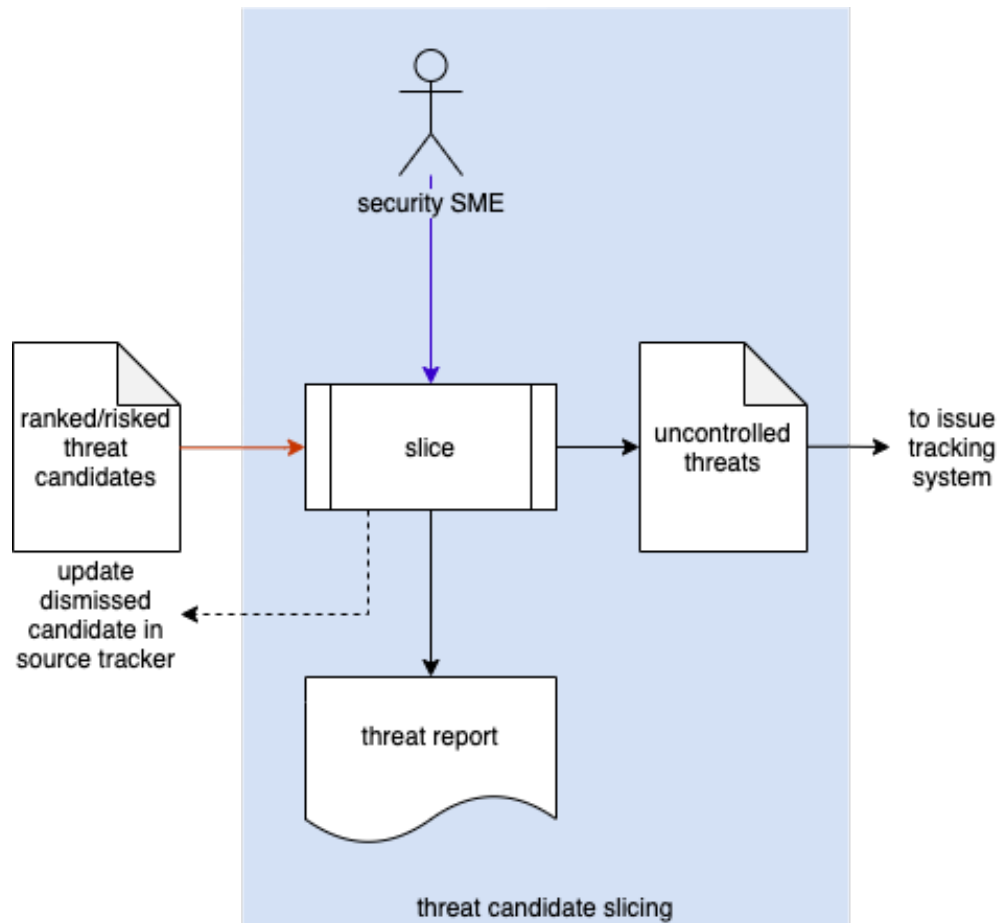 security SME
ranked/risked
threat
candidates
slice
uncontrolled
threats
to issue
tracking
system
update
dismissed
candidate in
source tracker
threat report
threat candidate slicing